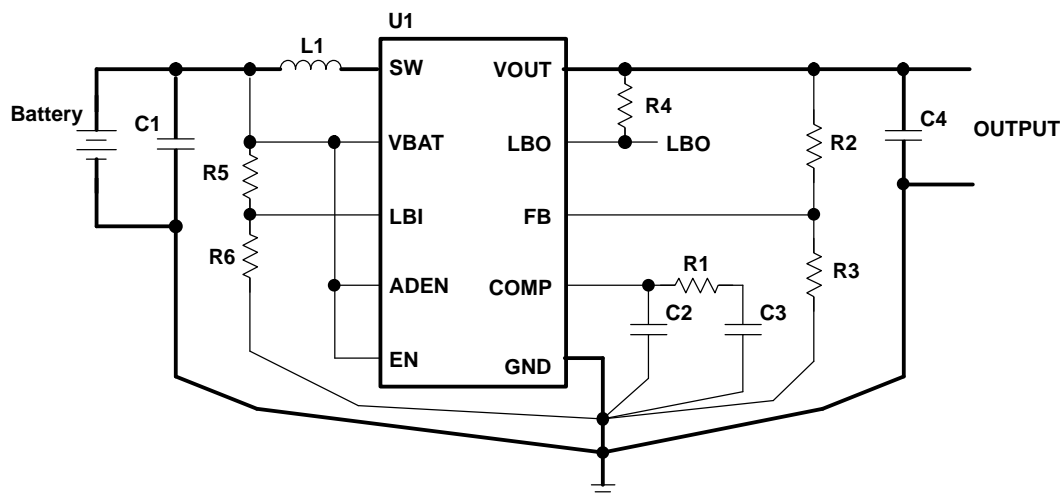 U1
L1
SW
VOUT
Battery
C1
R4
C4
OUTPUT
VBAT
LBO
LBO
R2
R5
LBI
FB
R6
R1
R3
ADEN
COMP
C2
C3
EN
GND